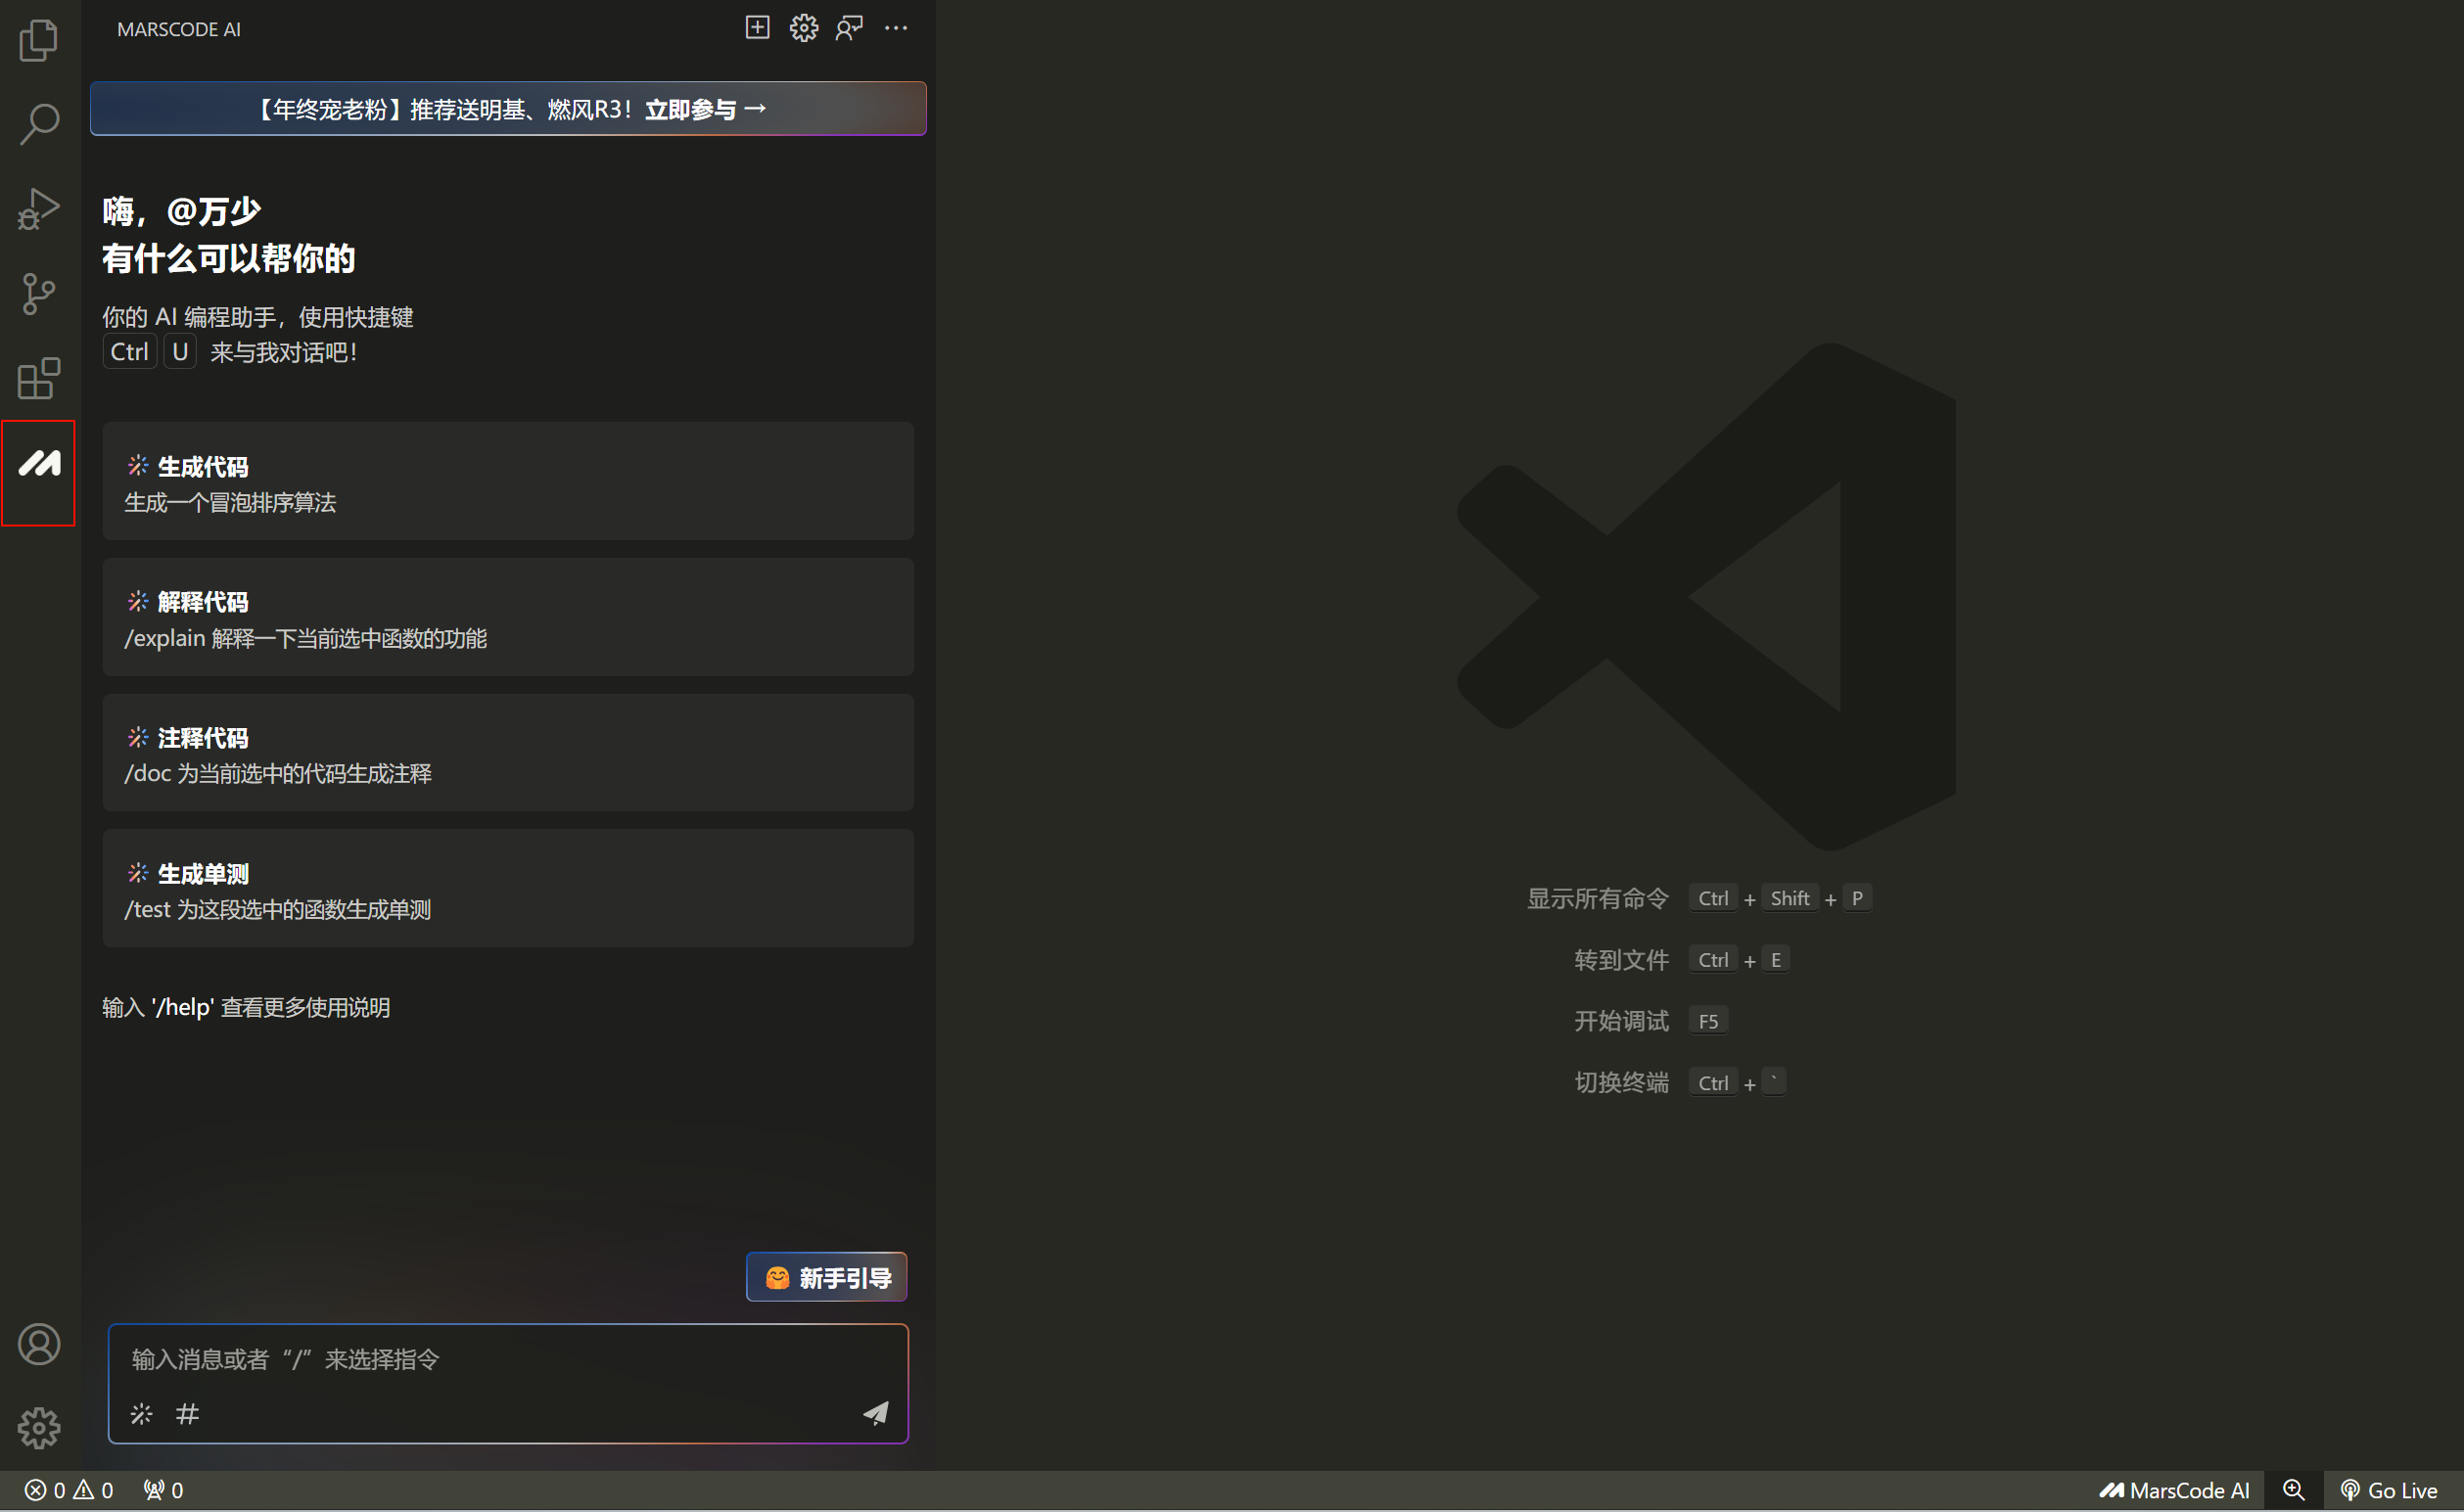 MARSCODE AI
【年终宠老粉】推荐送明基、燃风R3！立即参与 →
嗨，@万少
有什么可以帮你的
你的 AI 编程助手，使用快捷键
Ctrl U 来与我对话吧！
生成代码
生成一个冒泡排序算法
解释代码
/explain 解释一下当前选中函数的功能
注释代码
/doc 为当前选中的代码生成注释
生成单测
/test 为这段选中的函数生成单测
输入 '/help' 查看更多使用说明
新手引导
输入消息或者“/”来选择指令
显示所有命令 Ctrl + Shift + P
转到文件 Ctrl + E
开始调试 F5
切换终端 Ctrl + `
0 0 0 MarsCode AI Go Live